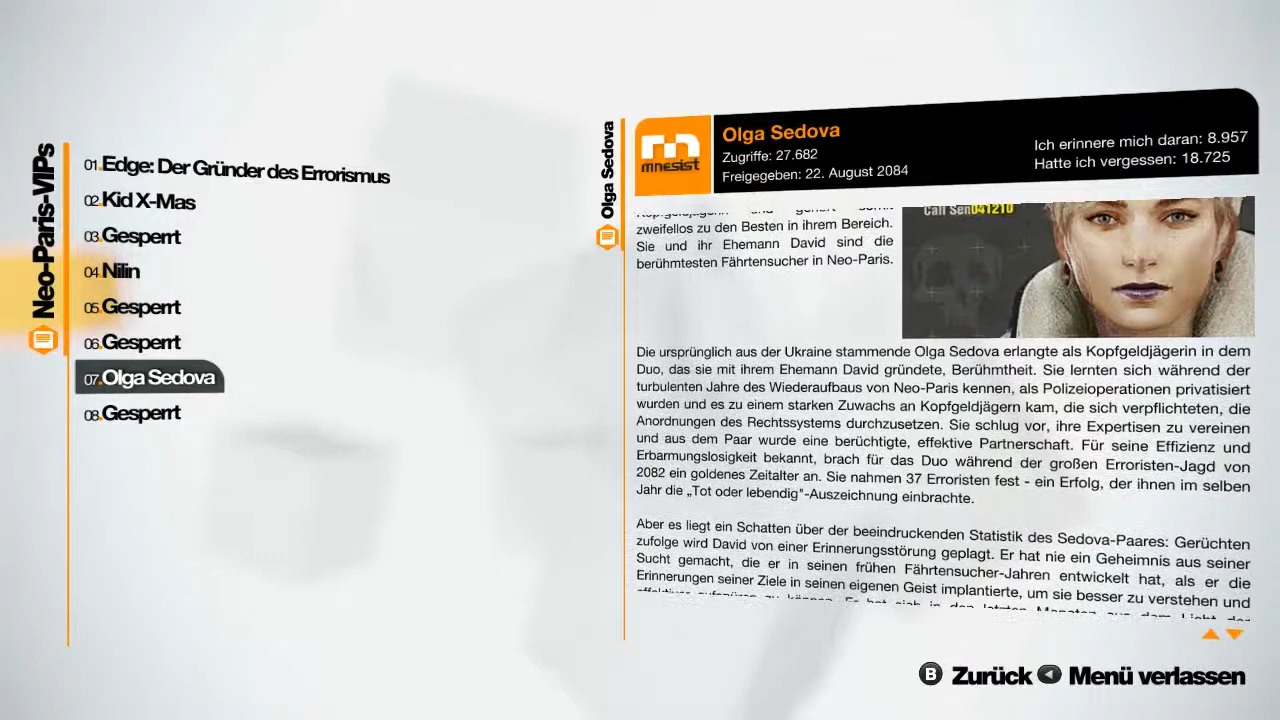 Neo-Paris-VIPs
01.Edge: Der Gründer des Errorismus
02.Kid X-Mas
03.Gesperrt
04.Nilin
05.Gesperrt
06.Gesperrt
07.Olga Sedova
08.Gesperrt
Olga Sedova
mnesist
Olga Sedova
Zugriffe: 27.682
Freigegeben: 22. August 2084
Ich erinnere mich daran: 8.957
Hatte ich vergessen: 18.725
zweifellos zu den Besten in ihrem Bereich.
Sie und ihr Ehemann David sind die
berühmtesten Fährtensucher in Neo-Paris.
Call Sen041210
Die ursprünglich aus der Ukraine stammende Olga Sedova erlangte als Kopfgeldjägerin in dem
Duo, das sie mit ihrem Ehemann David gründete, Berühmtheit. Sie lernten sich während der
turbulenten Jahre des Wiederaufbaus von Neo-Paris kennen, als Polizeioperationen privatisiert
wurden und es zu einem starken Zuwachs an Kopfgeldjägern kam, die sich verpflichteten, die
Anordnungen des Rechtssystems durchzusetzen. Sie schlug vor, ihre Expertisen zu vereinen
und aus dem Paar wurde eine berüchtigte, effektive Partnerschaft. Für seine Effizienz und
Erbarmungslosigkeit bekannt, brach für das Duo während der großen Erroristen-Jagd von
2082 ein goldenes Zeitalter an. Sie nahmen 37 Erroristen fest - ein Erfolg, der ihnen im selben
Jahr die „Tot oder lebendig"-Auszeichnung einbrachte.
Aber es liegt ein Schatten über der beeindruckenden Statistik des Sedova-Paares: Gerüchten
zufolge wird David von einer Erinnerungsstörung geplagt. Er hat nie ein Geheimnis aus seiner
Sucht gemacht, die er in seinen frühen Fährtensucher-Jahren entwickelt hat, als er die
Erinnerungen seiner Ziele in seinen eigenen Geist implantierte, um sie besser zu verstehen und
B Zurück Menü verlassen